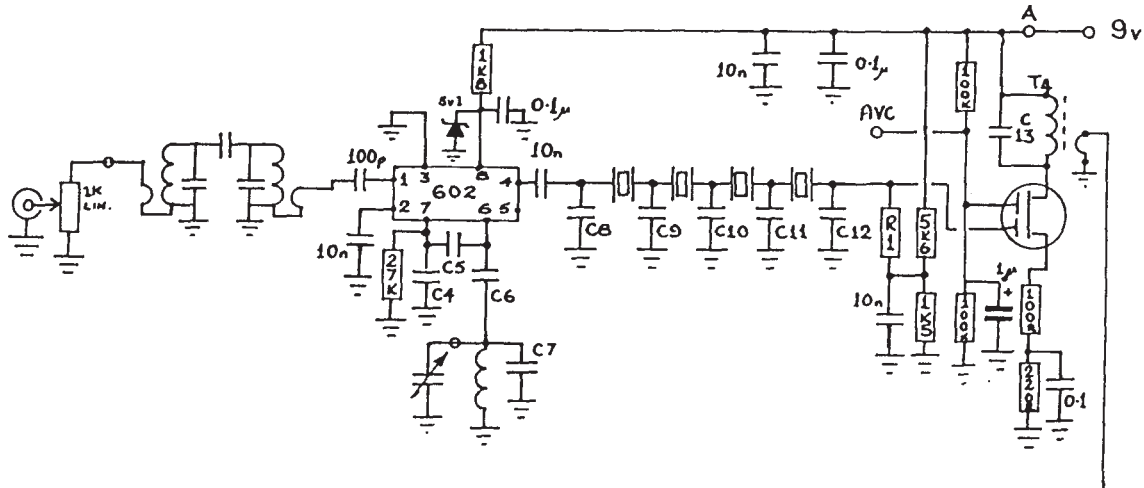 A
9v
1K8
10n
0.1µ
100K
T4
AVC
C
13
5v1
0.1µ
100p
10n
1K
LIN.
1
3
8
4
602
2
7
6
5
10n
27K
C5
C4
C6
C7
C8
C9
C10
C11
C12
R1
5K6
10n
1K5
100K
1µ
+
100R
220R
0.1